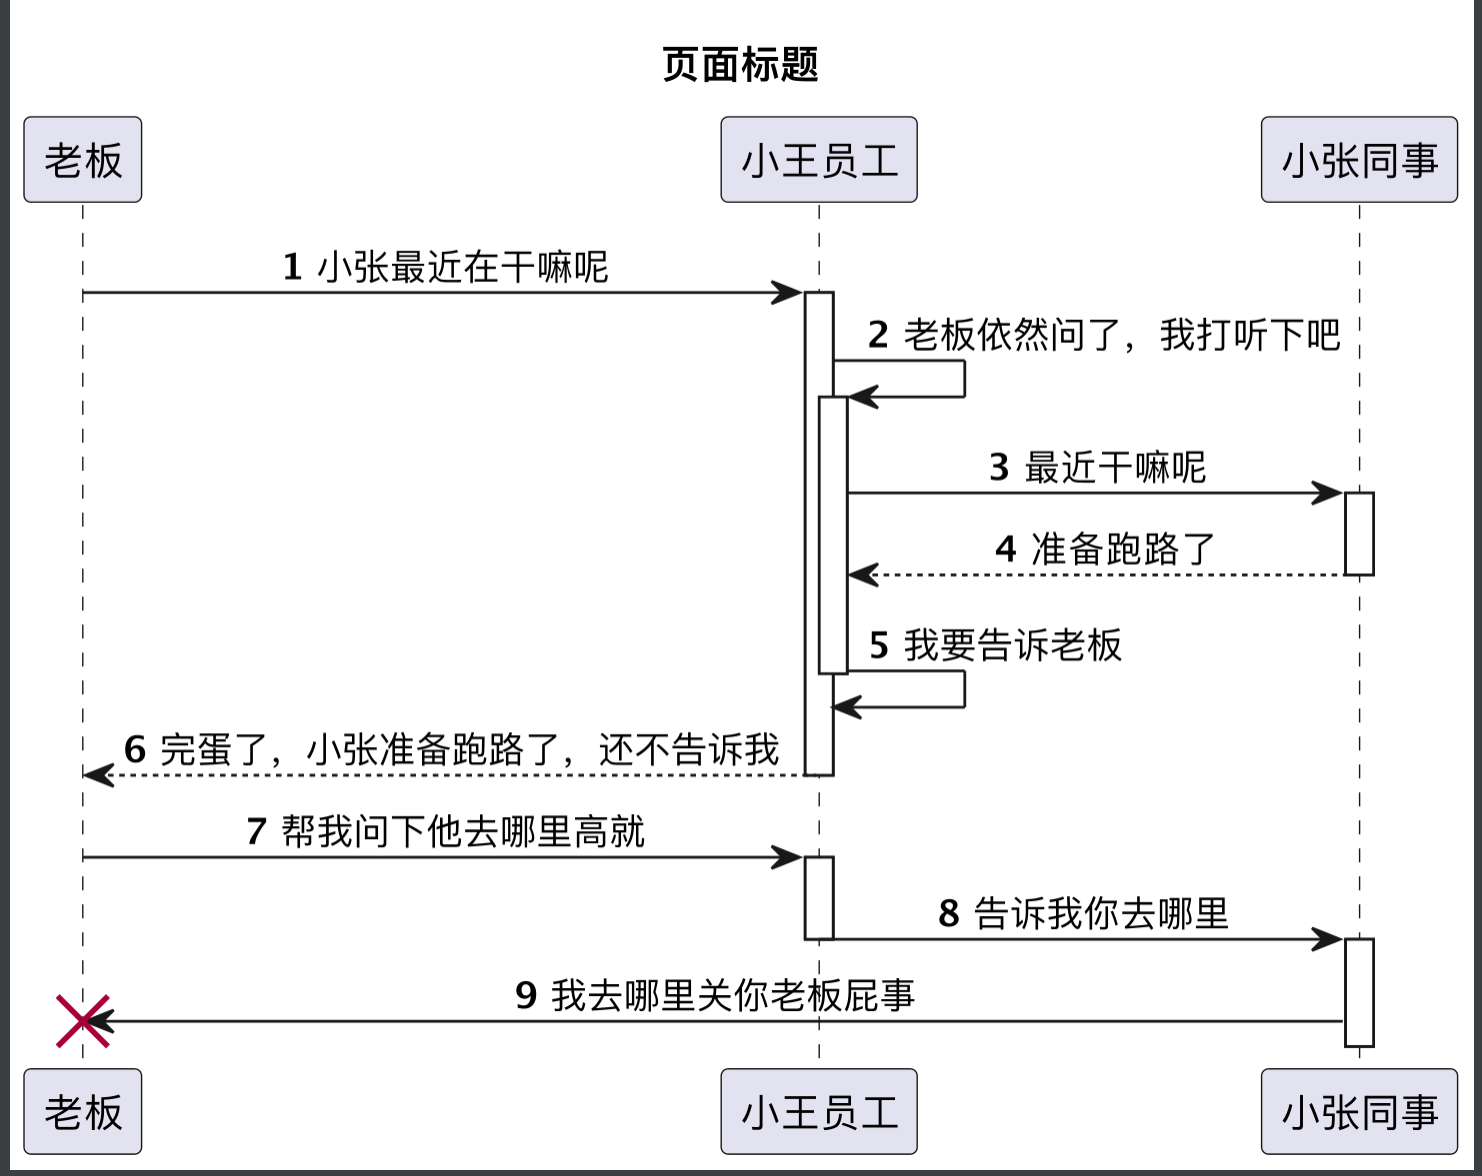 页面标题
老板
小王员工
小张同事
1 小张最近在干嘛呢
2 老板依然问了，我打听下吧
3 最近干嘛呢
4 准备跑路了
5 我要告诉老板
6 完蛋了，小张准备跑路了，还不告诉我
7 帮我问下他去哪里高就
8 告诉我你去哪里
9 我去哪里关你老板屁事
老板
小王员工
小张同事